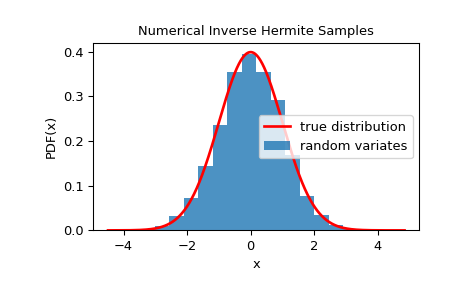 Numerical Inverse Hermite Samples
PDF(x)
0.4
0.3
0.2
0.1
0.0
true distribution
random variates
−4
−2
0
2
4
x